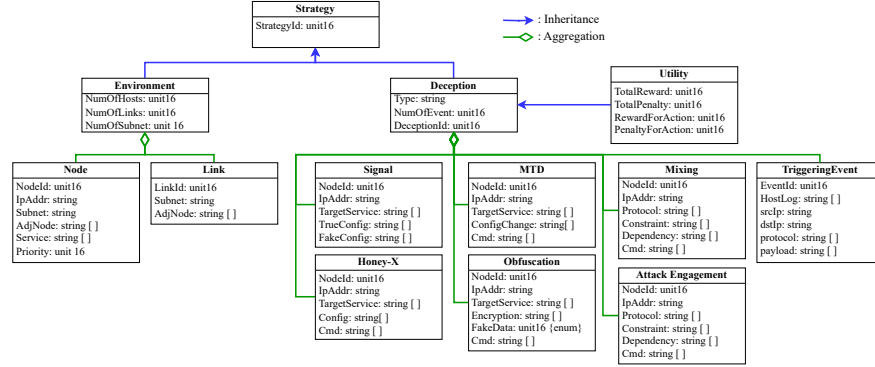 Strategy
StrategyId: unit16
: Inheritance
: Aggregation
Environment
NumOfHosts: unit16
NumOfLinks: unit16
NumOfSubnet: unit 16
Deception
Type: string
NumOfEvent: unit16
DeceptionId: unit16
Utility
TotalReward: unit16
TotalPenalty: unit16
RewardForAction: unit16
PenaltyForAction: unit16
Node
NodeId: unit16
IpAddr: string
Subnet: string
AdjNode: string [ ]
Service: string [ ]
Priority: unit 16
Link
LinkId: unit16
Subnet: string
AdjNode: string [ ]
Signal
NodeId: unit16
IpAddr: string
TargetService: string [ ]
TrueConfig: string [ ]
FakeConfig: string [ ]
MTD
NodeId: unit16
IpAddr: string
TargetService: string [ ]
ConfigChange: string[ ]
Cmd: string [ ]
Mixing
NodeId: unit16
IpAddr: string
Protocol: string [ ]
Constraint: string [ ]
Dependency: string [ ]
Cmd: string [ ]
TriggeringEvent
EventId: unit16
HostLog: string [ ]
srcIp: string
dstIp: string
protocol: string [ ]
payload: string [ ]
Honey-X
NodeId: unit16
IpAddr: string
TargetService: string [ ]
Config: string[ ]
Cmd: string [ ]
Obfuscation
NodeId: unit16
IpAddr: string
TargetService: string [ ]
Encryption: string [ ]
FakeData: unit16 {enum}
Cmd: string [ ]
Attack Engagement
NodeId: unit16
IpAddr: string
Protocol: string [ ]
Constraint: string [ ]
Dependency: string [ ]
Cmd: string [ ]